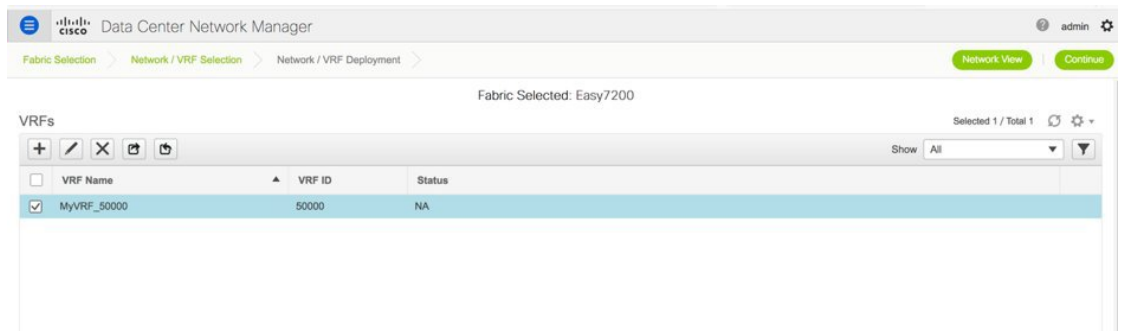 cisco Data Center Network Manager admin
Fabric Selection Network / VRF Selection Network / VRF Deployment Network View Continue
Fabric Selected: Easy7200
VRFs Selected 1 / Total 1
Show All
VRF Name VRF ID Status
MyVRF_50000 50000 NA